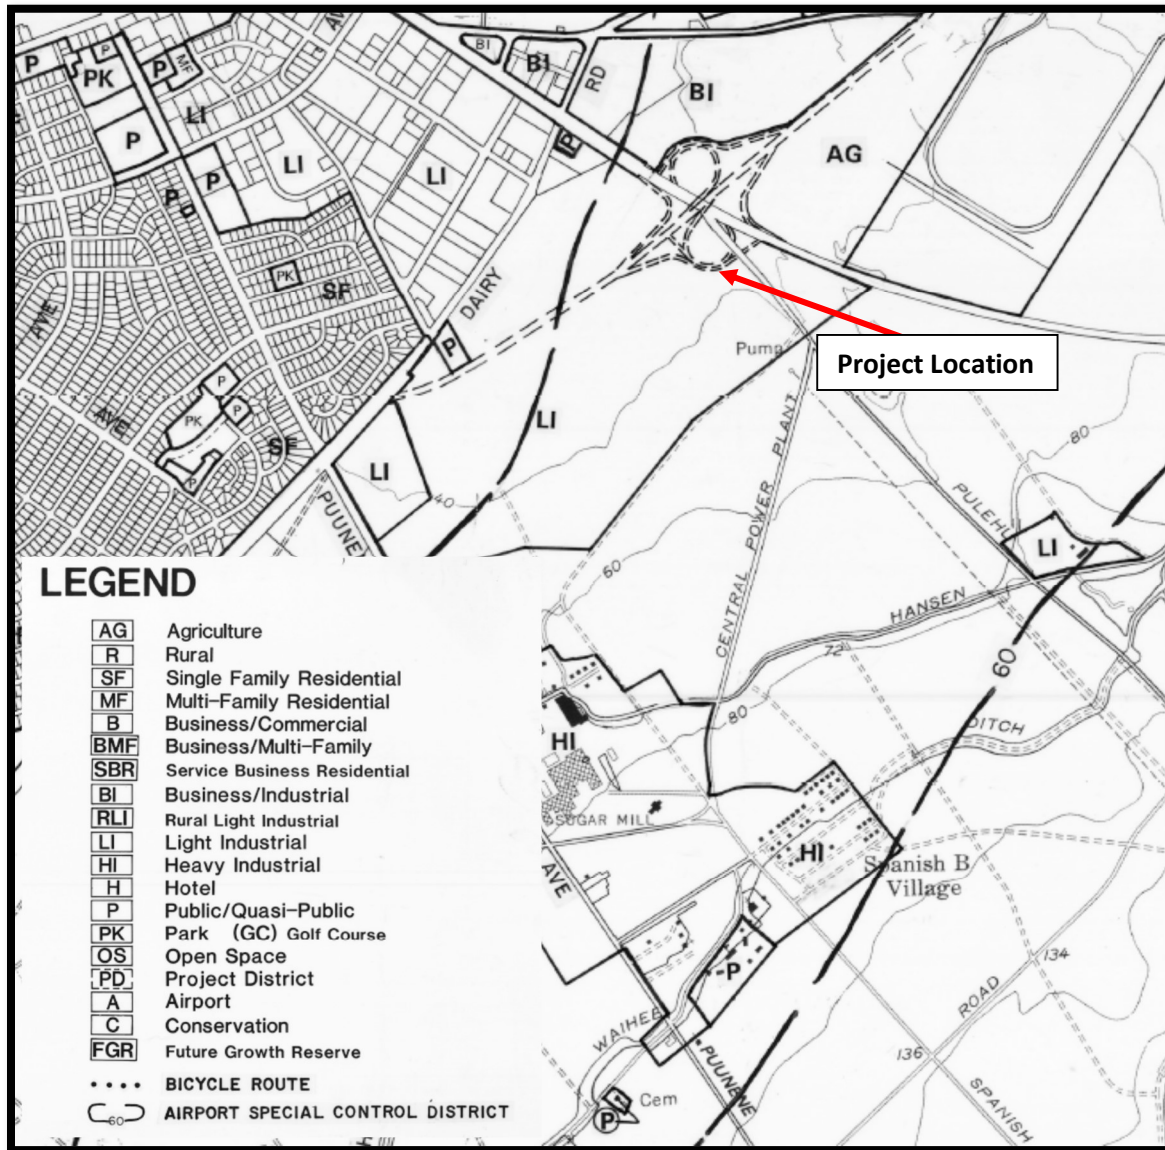 P
PK
P
P
MF
AVE
BI
BI
RD
BI
AG
LI
P
P
LI
LI
P
P
PK
SF
DAIRY
P
AVE
Pump
Project Location
P
PK
P
P
AVE
SF
LI
LI
40
PUUNENE
CENTRAL POWER PLANT
80
PULEHU
LI
60
HANSEN
72
80
60
DITCH
HI
SUGAR MILL
HI
Spanish B
Village
AVE
P
134
ROAD
WAIHEE
PUUNENE
136
SPANISH
Cem
P
LEGEND
AG Agriculture
R Rural
SF Single Family Residential
MF Multi-Family Residential
B Business/Commercial
BMF Business/Multi-Family
SBR Service Business Residential
BI Business/Industrial
RLI Rural Light Industrial
LI Light Industrial
HI Heavy Industrial
H Hotel
P Public/Quasi-Public
PK Park (GC) Golf Course
OS Open Space
PD Project District
A Airport
C Conservation
FGR Future Growth Reserve
BICYCLE ROUTE
60 AIRPORT SPECIAL CONTROL DISTRICT